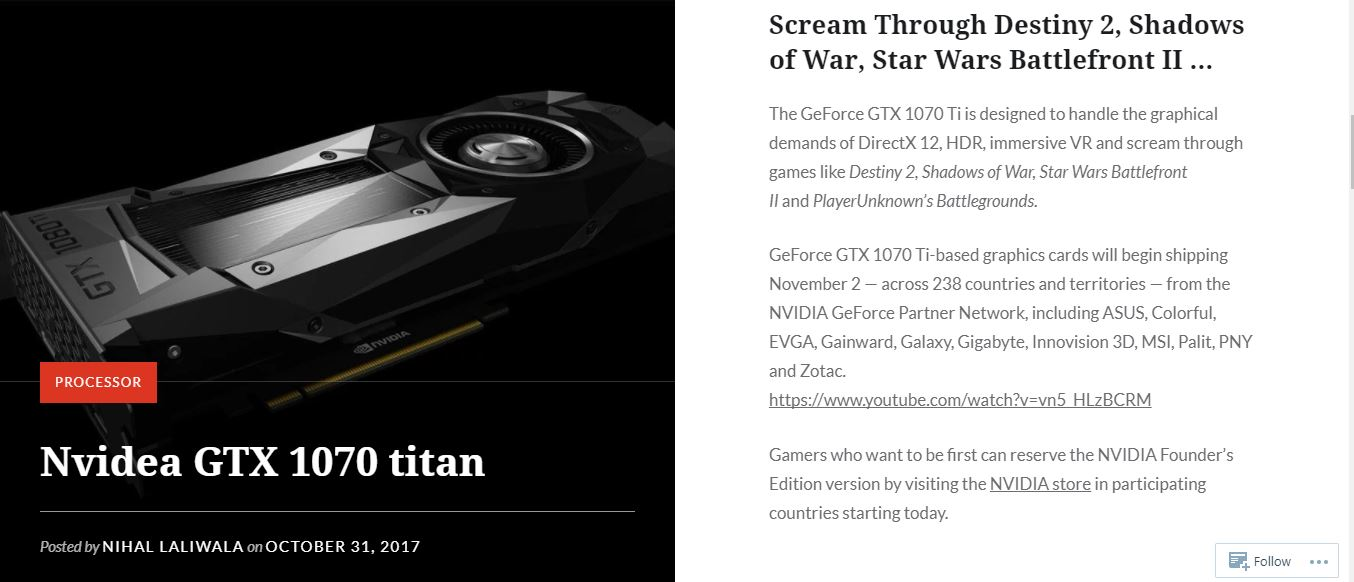 GTX 1080 Ti
NVIDIA
PROCESSOR
Nvidea GTX 1070 titan
Posted by NIHAL LALIWALA on OCTOBER 31, 2017
Scream Through Destiny 2, Shadows
of War, Star Wars Battlefront II …
The GeForce GTX 1070 Ti is designed to handle the graphical
demands of DirectX 12, HDR, immersive VR and scream through
games like Destiny 2, Shadows of War, Star Wars Battlefront
II and PlayerUnknown’s Battlegrounds.
GeForce GTX 1070 Ti-based graphics cards will begin shipping
November 2 — across 238 countries and territories — from the
NVIDIA GeForce Partner Network, including ASUS, Colorful,
EVGA, Gainward, Galaxy, Gigabyte, Innovision 3D, MSI, Palit, PNY
and Zotac.
https://www.youtube.com/watch?v=vn5_HLzBCRM
Gamers who want to be first can reserve the NVIDIA Founder’s
Edition version by visiting the NVIDIA store in participating
countries starting today.
Follow